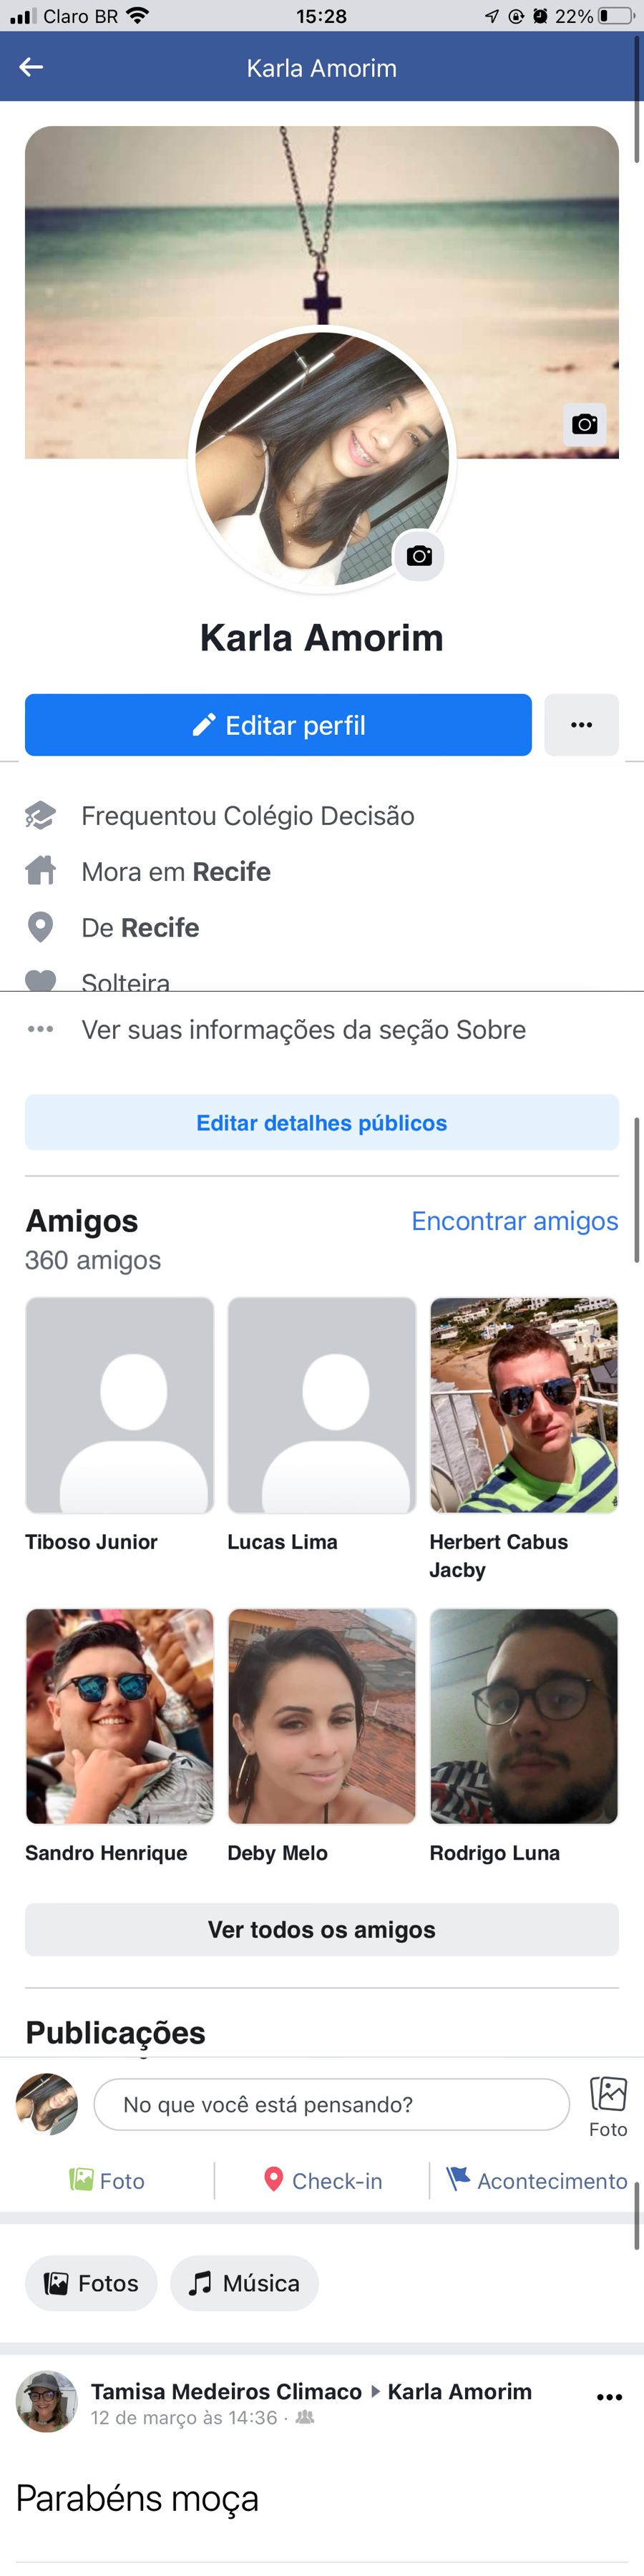 Claro BR 15:28 22%
Karla Amorim
Karla Amorim
Editar perfil
Frequentou Colégio Decisão
Mora em Recife
De Recife
Solteira
Ver suas informações da seção Sobre
Editar detalhes públicos
Amigos Encontrar amigos
360 amigos
Tiboso Junior Lucas Lima Herbert Cabus
Jacby
Sandro Henrique Deby Melo Rodrigo Luna
Ver todos os amigos
Publicações
No que você está pensando?
Foto
Foto Check-in Acontecimento
Fotos Música
Tamisa Medeiros Climaco Karla Amorim
12 de março às 14:36 ·
Parabéns moça